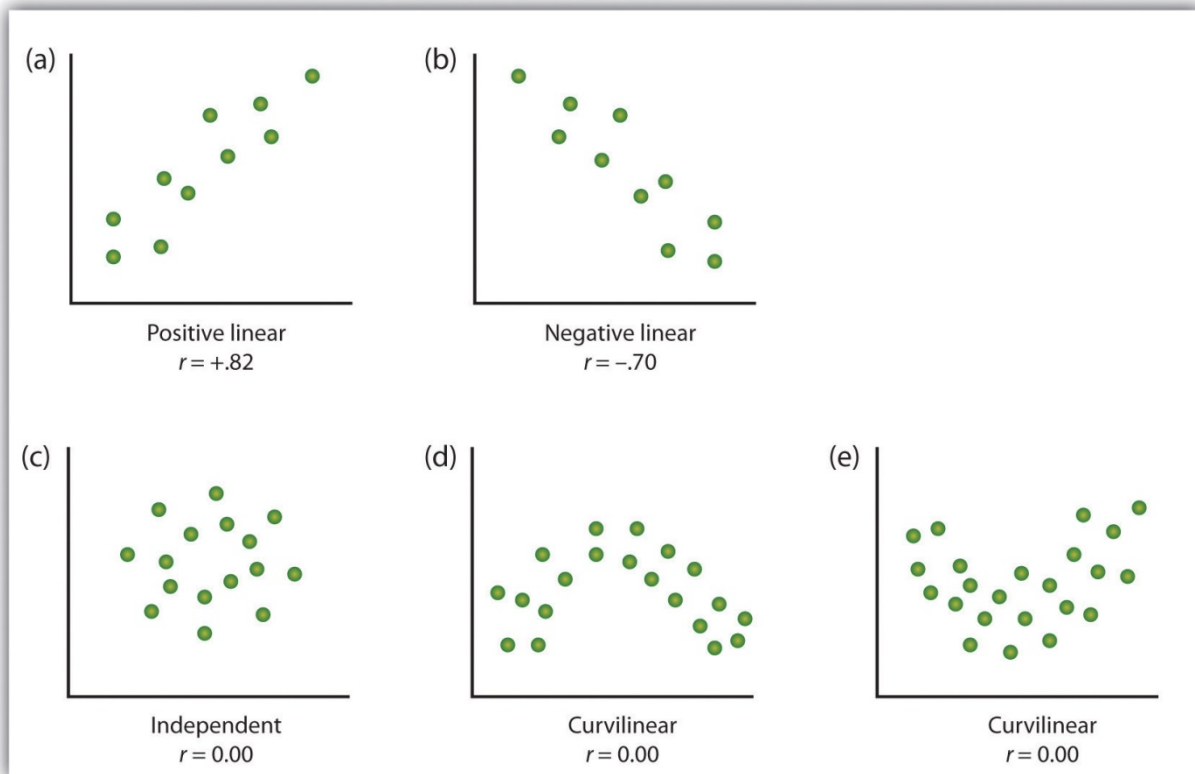 (a)
(b)
Positive linear
r = +.82
Negative linear
r = –.70
(c)
(d)
(e)
Independent
r = 0.00
Curvilinear
r = 0.00
Curvilinear
r = 0.00